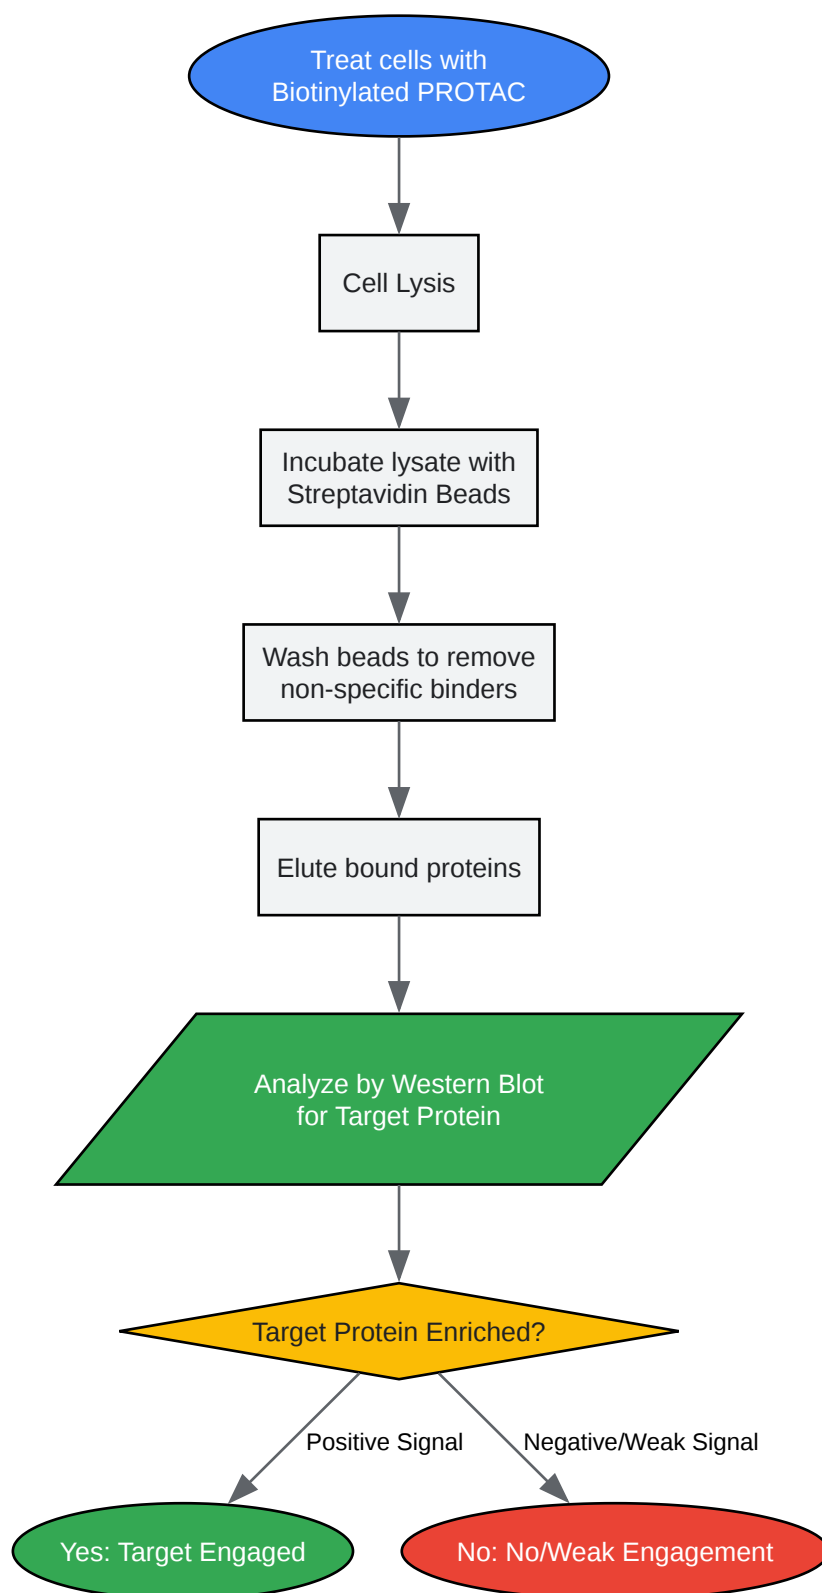 Treat cells with
Biotinylated PROTAC
Cell Lysis
Incubate lysate with
Streptavidin Beads
Wash beads to remove
non-specific binders
Elute bound proteins
Analyze by Western Blot
for Target Protein
Target Protein Enriched?
Positive Signal
Negative/Weak Signal
Yes: Target Engaged
No: No/Weak Engagement